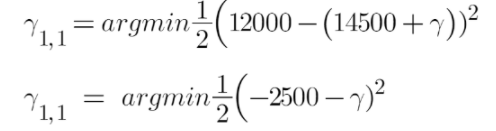 γ₁,₁ = argmin 1/2 (12000 − (14500 + γ))²
γ₁,₁ = argmin 1/2 (−2500 − γ)²